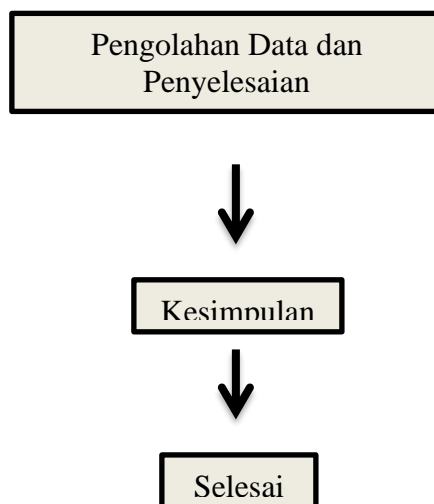 Pengolahan Data dan
Penyelesaian
Kesimpulan
Selesai